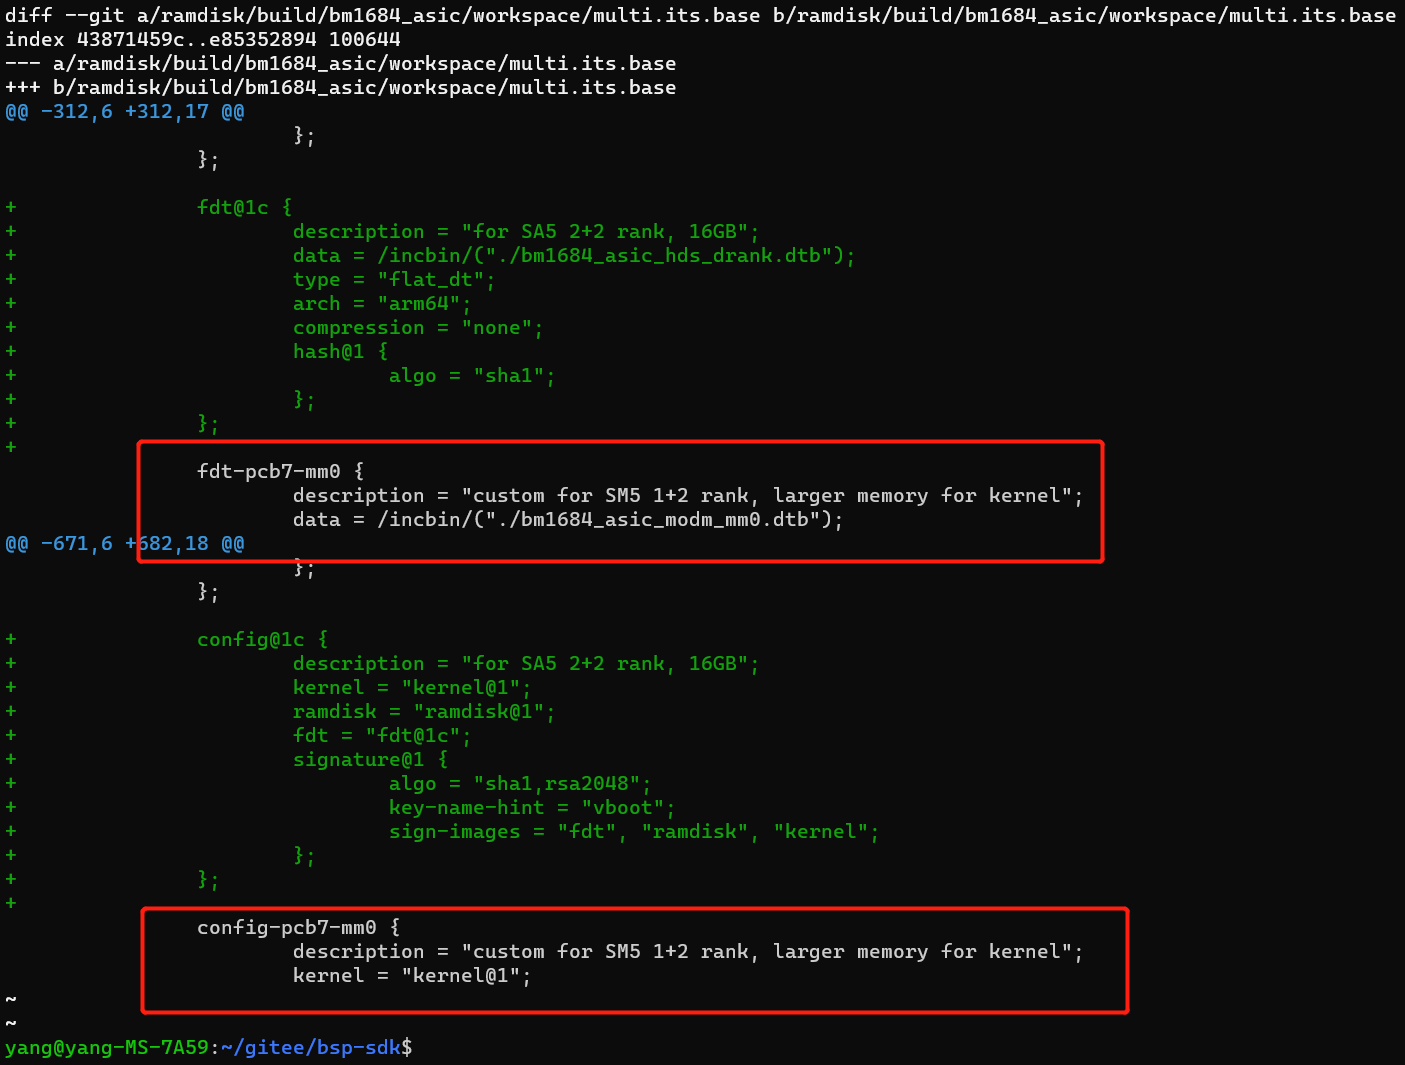 diff --git a/ramdisk/build/bm1684_asic/workspace/multi.its.base b/ramdisk/build/bm1684_asic/workspace/multi.its.base
index 43871459c..e85352894 100644
--- a/ramdisk/build/bm1684_asic/workspace/multi.its.base
+++ b/ramdisk/build/bm1684_asic/workspace/multi.its.base
@@ -312,6 +312,17 @@
                        };
                };

+               fdt@1c {
+                       description = "for SA5 2+2 rank, 16GB";
+                       data = /incbin/("./bm1684_asic_hds_drank.dtb");
+                       type = "flat_dt";
+                       arch = "arm64";
+                       compression = "none";
+                       hash@1 {
+                               algo = "sha1";
+                       };
+               };
+
                fdt-pcb7-mm0 {
                        description = "custom for SM5 1+2 rank, larger memory for kernel";
                        data = /incbin/("./bm1684_asic_modm_mm0.dtb");
@@ -671,6 +682,18 @@
                        };
                };

+               config@1c {
+                       description = "for SA5 2+2 rank, 16GB";
+                       kernel = "kernel@1";
+                       ramdisk = "ramdisk@1";
+                       fdt = "fdt@1c";
+                       signature@1 {
+                               algo = "sha1,rsa2048";
+                               key-name-hint = "vboot";
+                               sign-images = "fdt", "ramdisk", "kernel";
+                       };
+               };
+
                config-pcb7-mm0 {
                        description = "custom for SM5 1+2 rank, larger memory for kernel";
                        kernel = "kernel@1";
~
~
yang@yang-MS-7A59:~/gitee/bsp-sdk$